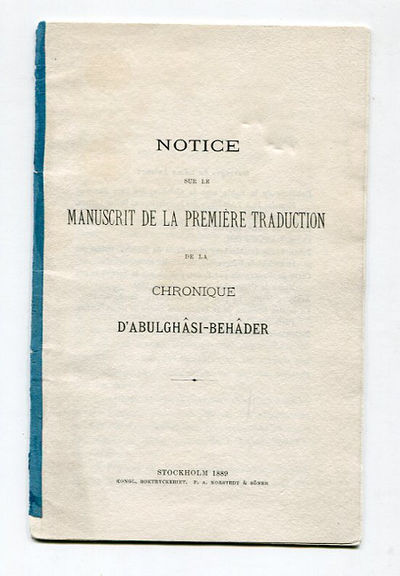 NOTICE
SUR LE
MANUSCRIT DE LA PREMIÈRE TRADUCTION
DE LA
CHRONIQUE
D'ABULGHÂSI-BEHÂDER
STOCKHOLM 1889
KONGL. BOKTRYCKERIET. P. A. NORSTEDT & SÖNER